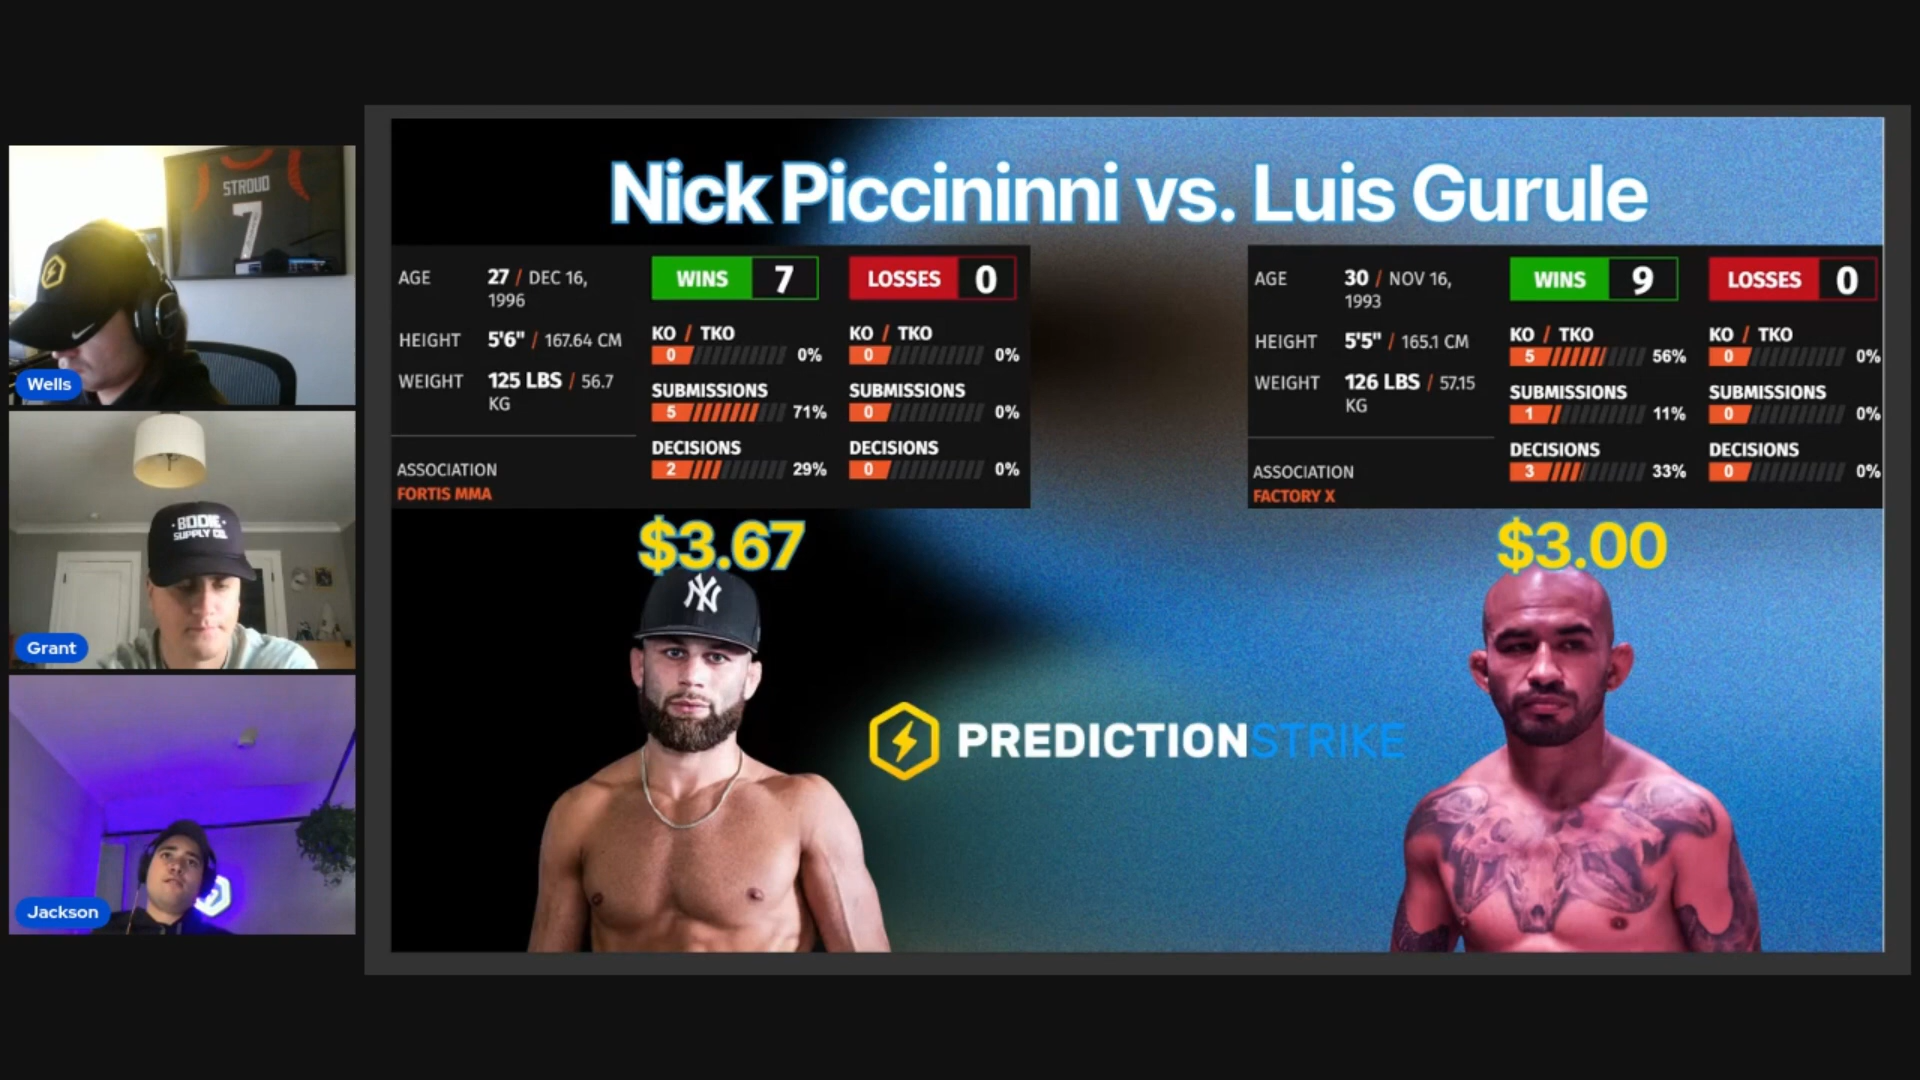 STROUD
7
Wells
BODIE
SUPPLY CO.
Grant
Jackson
Nick Piccininni vs. Luis Gurule
AGE 27 / DEC 16, 1996
HEIGHT 5'6" / 167.64 CM
WEIGHT 125 LBS / 56.7 KG
ASSOCIATION
FORTIS MMA
WINS 7
KO / TKO
0 0%
SUBMISSIONS
5 71%
DECISIONS
2 29%
LOSSES 0
KO / TKO
0 0%
SUBMISSIONS
0 0%
DECISIONS
0 0%
AGE 30 / NOV 16, 1993
HEIGHT 5'5" / 165.1 CM
WEIGHT 126 LBS / 57.15 KG
ASSOCIATION
FACTORY X
WINS 9
KO / TKO
5 56%
SUBMISSIONS
1 11%
DECISIONS
3 33%
LOSSES 0
KO / TKO
0 0%
SUBMISSIONS
0 0%
DECISIONS
0 0%
$3.67
$3.00
NY
PREDICTIONSTRIKE